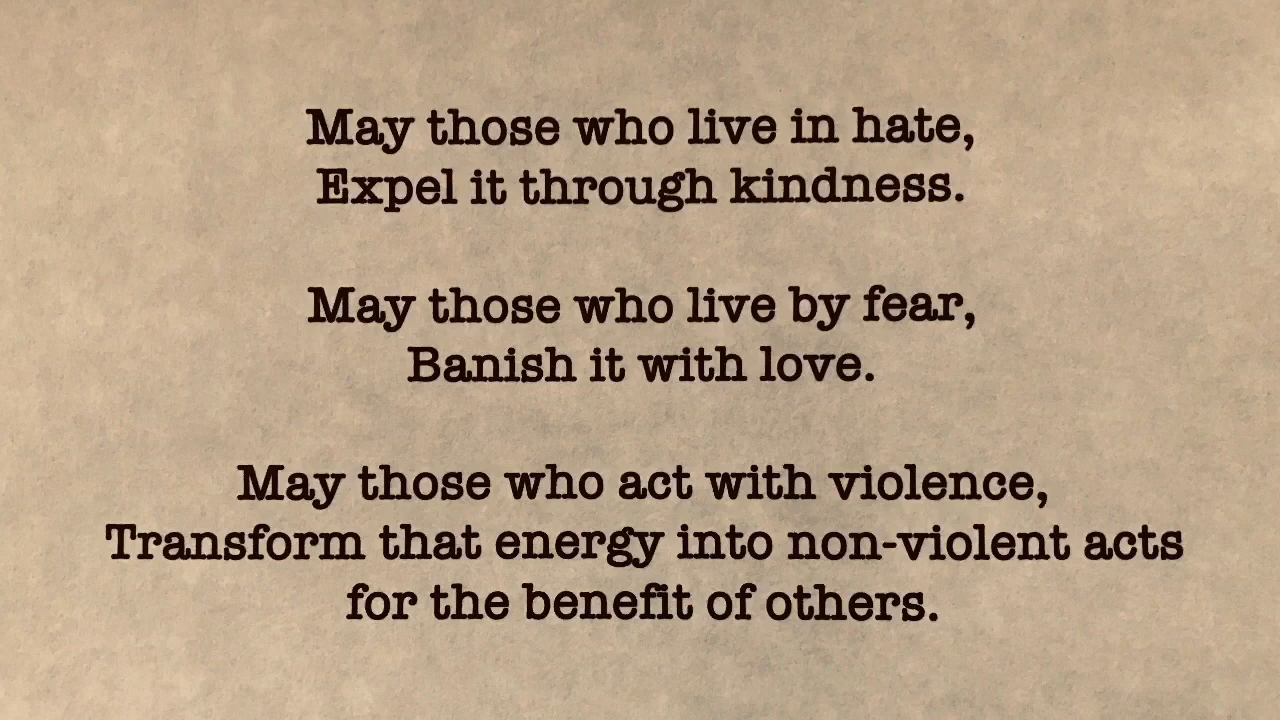 May those who live in hate,
Expel it through kindness.
May those who live by fear,
Banish it with love.
May those who act with violence,
Transform that energy into non-violent acts
for the benefit of others.